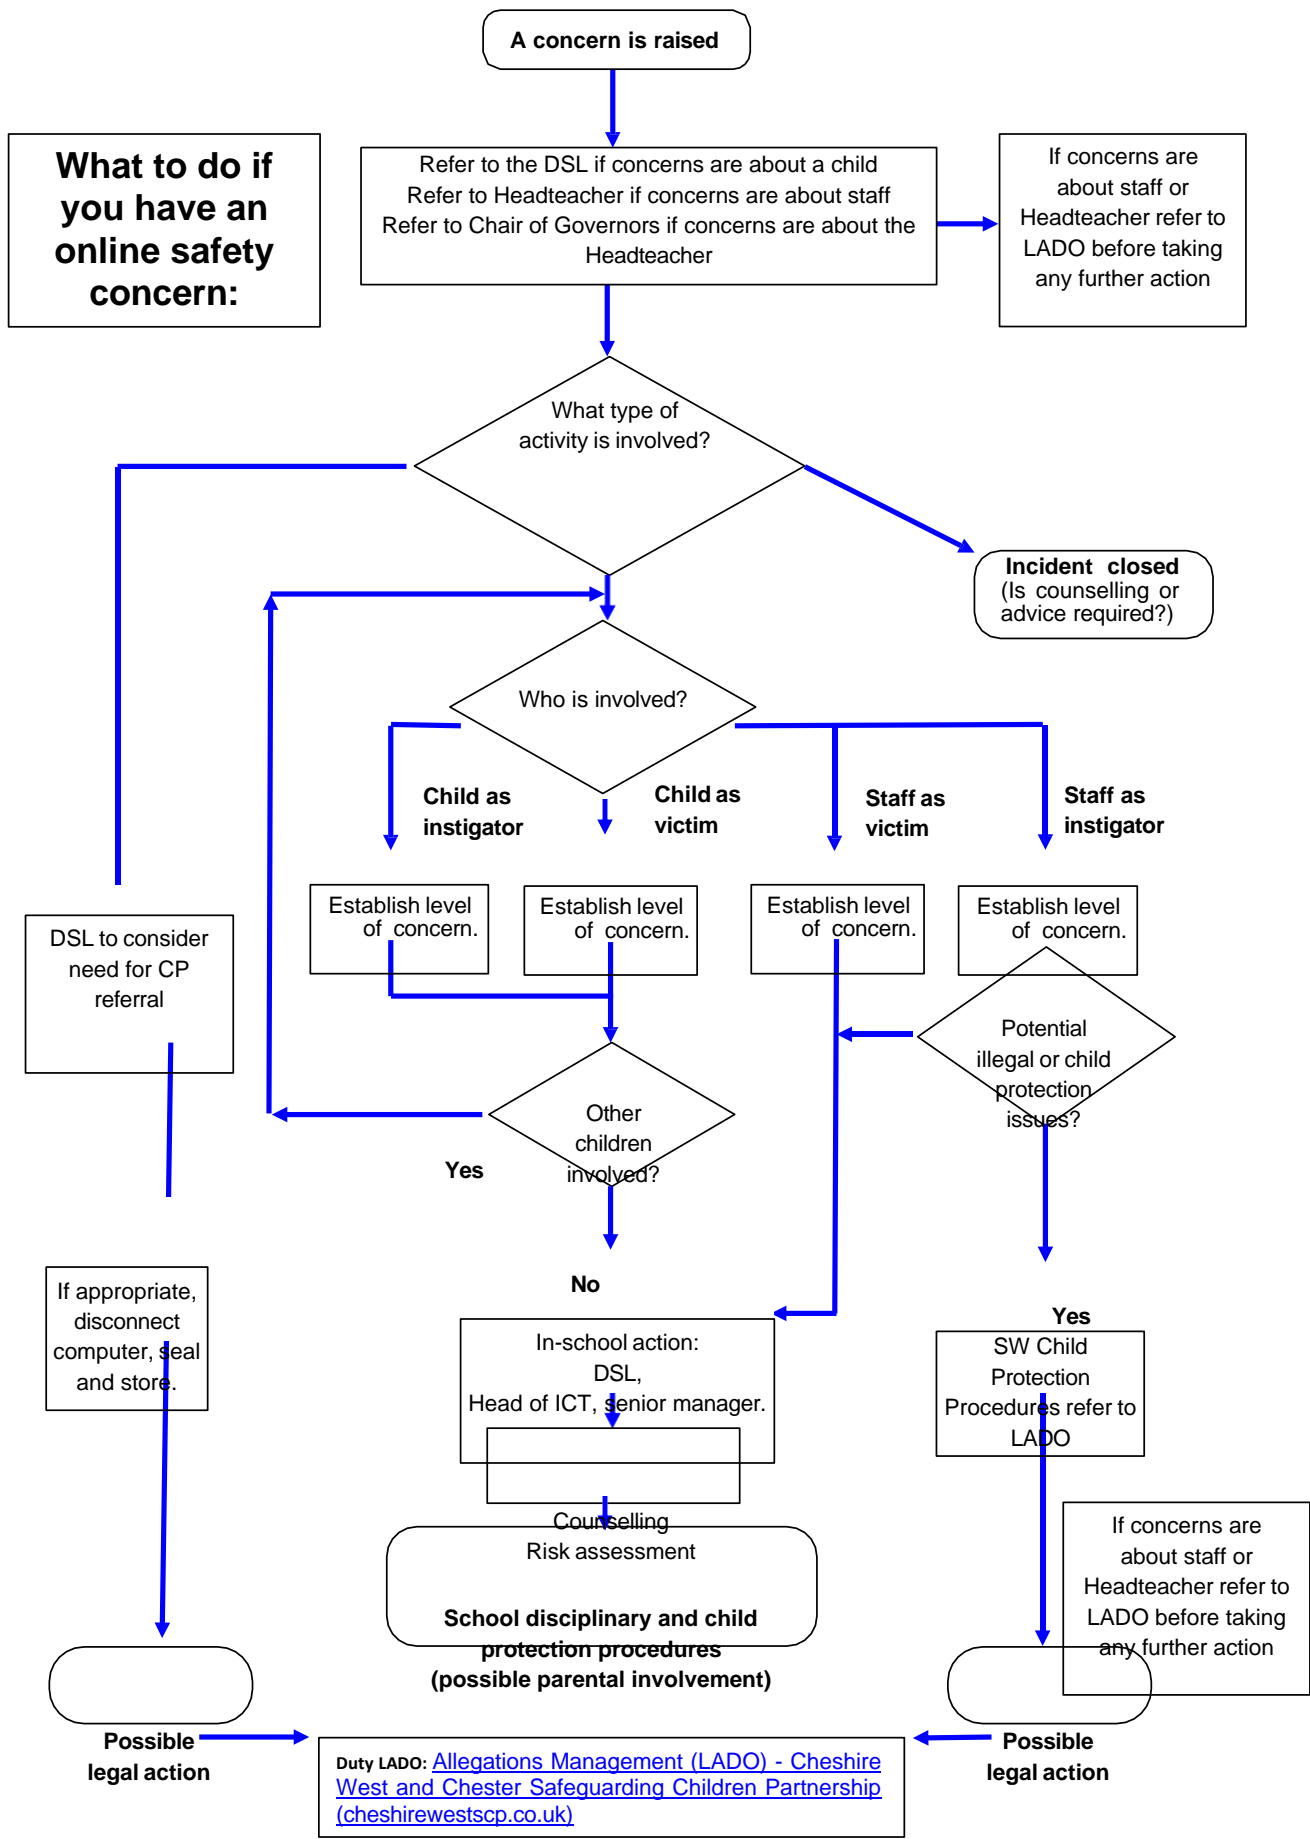 A concern is raised
What to do if
you have an
online safety
concern:
Refer to the DSL if concerns are about a child
Refer to Headteacher if concerns are about staff
Refer to Chair of Governors if concerns are about the
Headteacher
If concerns are
about staff or
Headteacher refer to
LADO before taking
any further action
What type of
activity is involved?
Incident closed
(Is counselling or
advice required?)
Who is involved?
Child as
instigator
Child as
victim
Staff as
victim
Staff as
instigator
Establish level
of concern.
Establish level
of concern.
Establish level
of concern.
Establish level
of concern.
DSL to consider
need for CP
referral
Potential
illegal or child
protection
issues?
Other
children
involved?
Yes
No
If appropriate,
disconnect
computer, seal
and store.
In-school action:
DSL,
Head of ICT, senior manager.
Yes
SW Child
Protection
Procedures refer to
LADO
Counselling
Risk assessment
School disciplinary and child
protection procedures
(possible parental involvement)
If concerns are
about staff or
Headteacher refer to
LADO before taking
any further action
Possible
legal action
Possible
legal action
Duty LADO: Allegations Management (LADO) - Cheshire
West and Chester Safeguarding Children Partnership
(cheshirewestscp.co.uk)